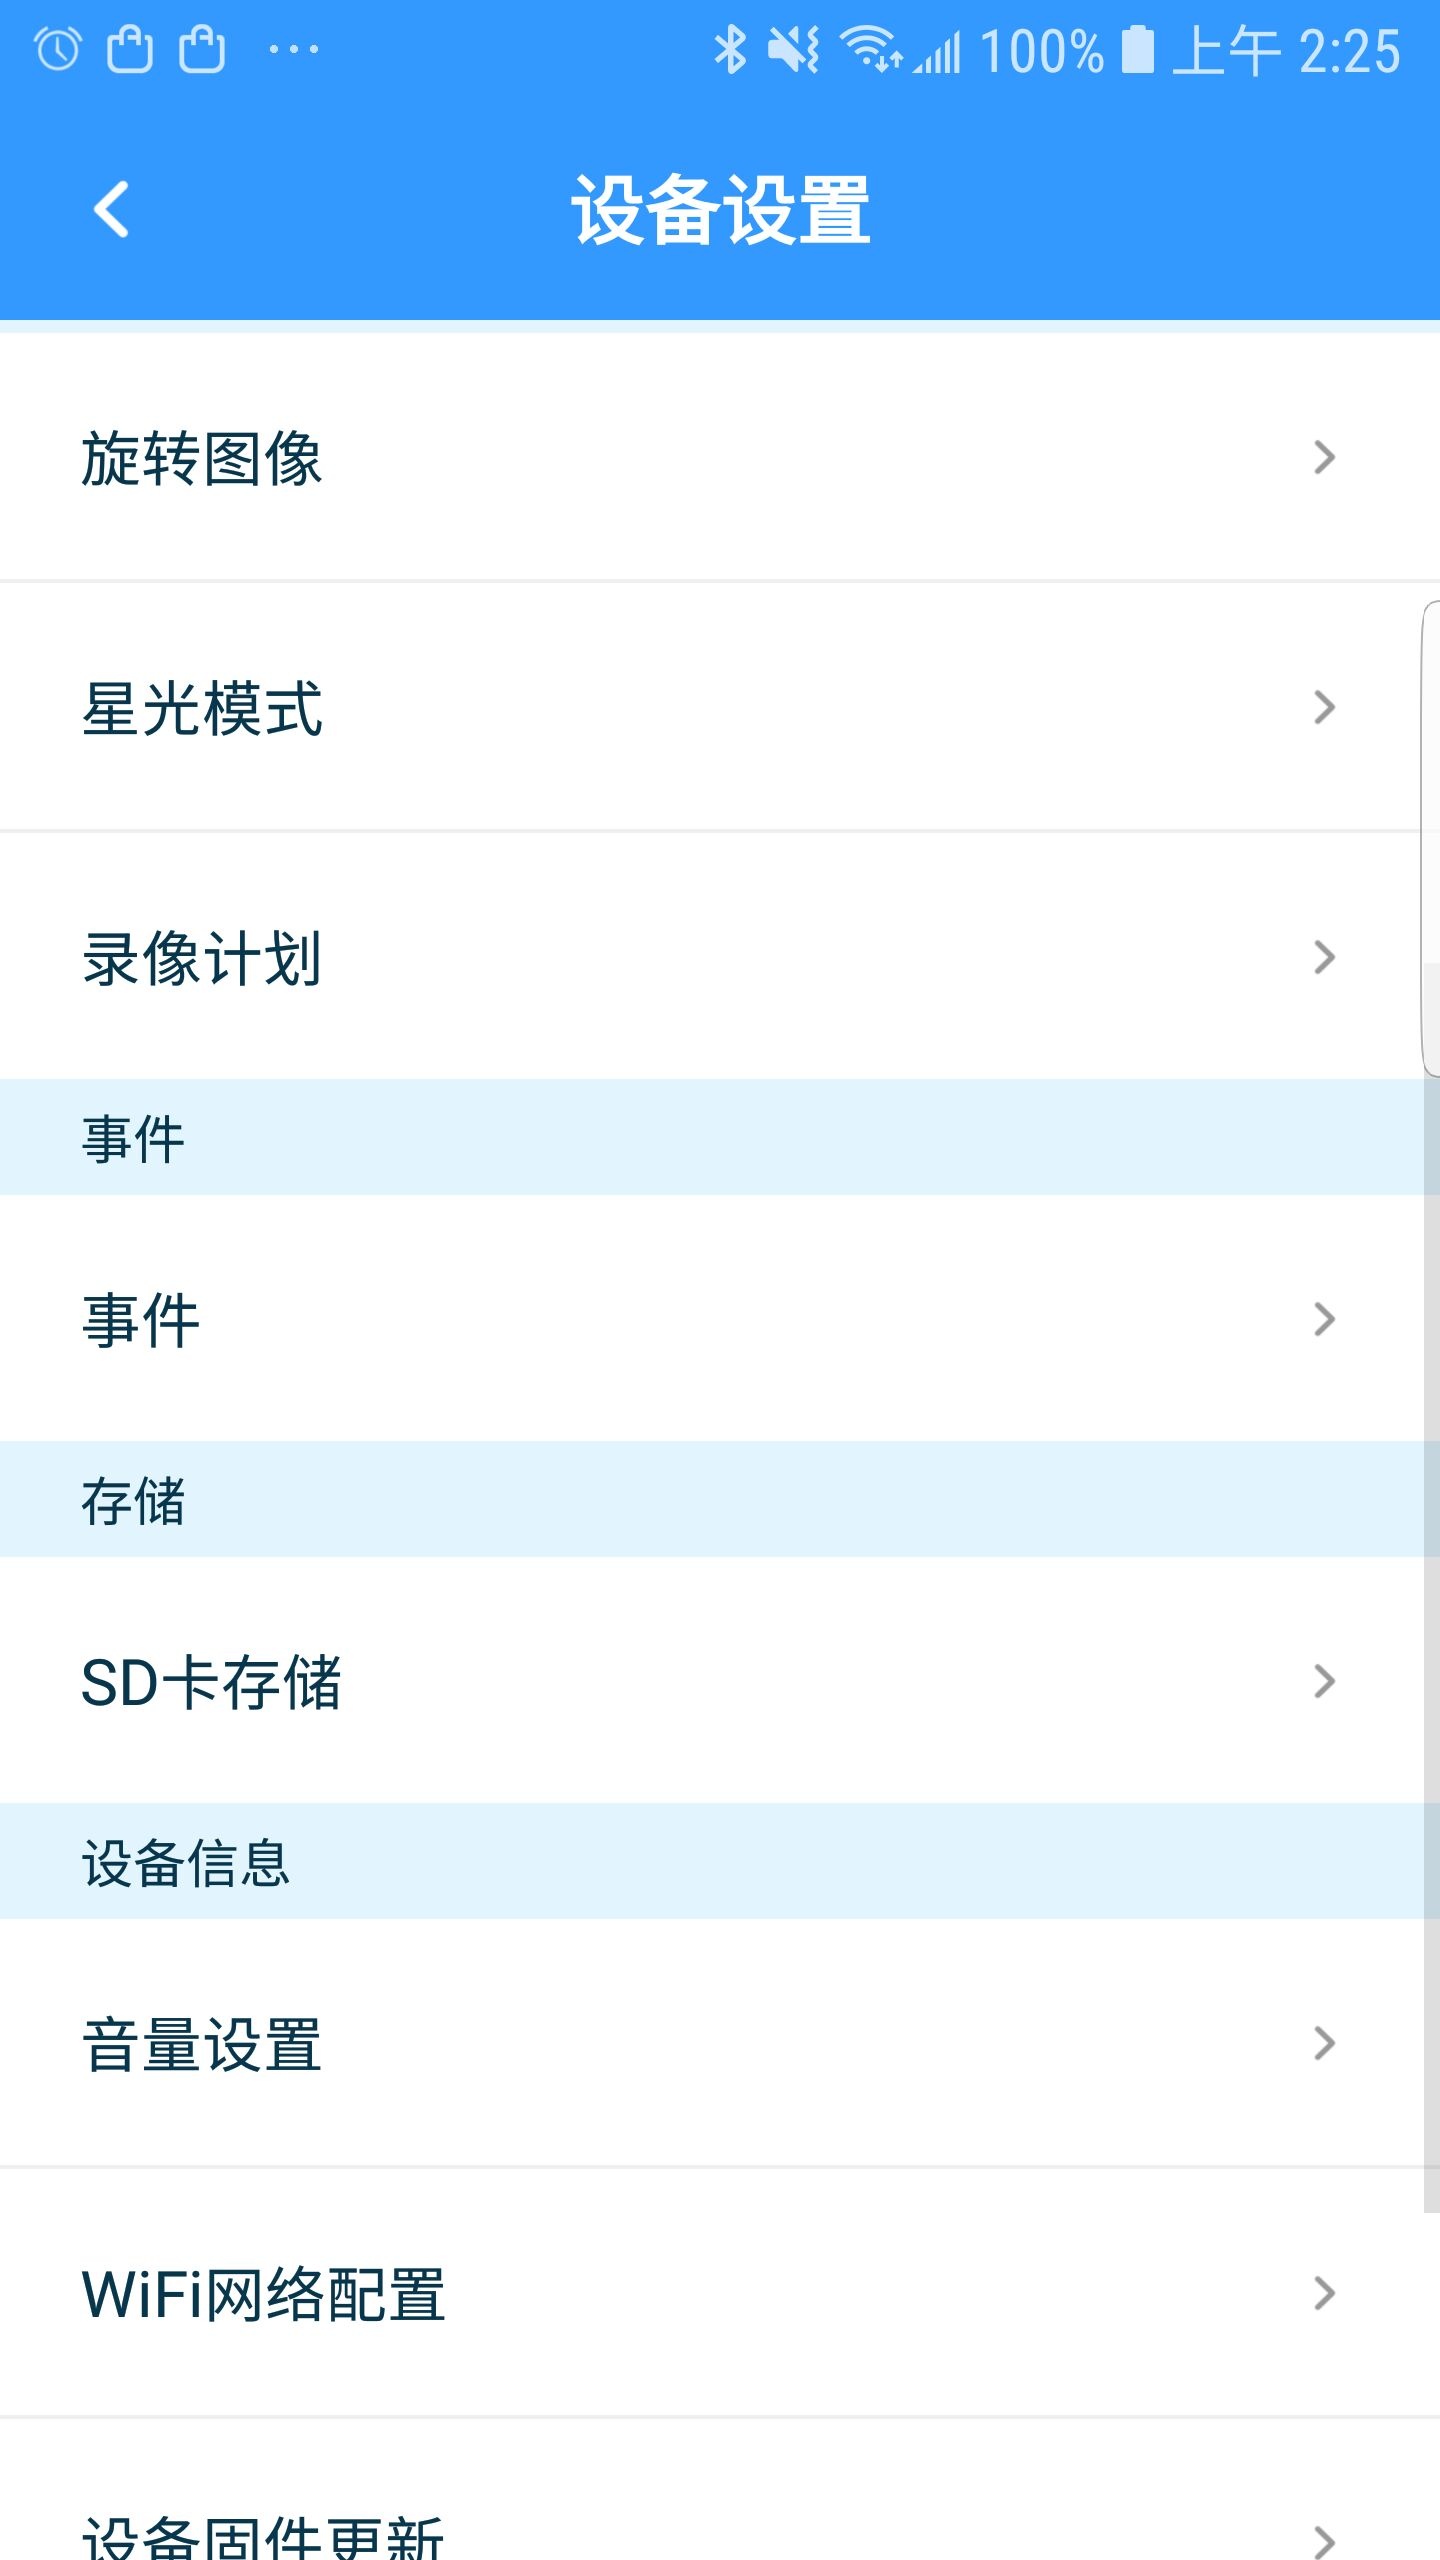 100% 上午 2:25
设备设置
旋转图像
星光模式
录像计划
事件
事件
存储
SD卡存储
设备信息
音量设置
WiFi网络配置
设备固件更新